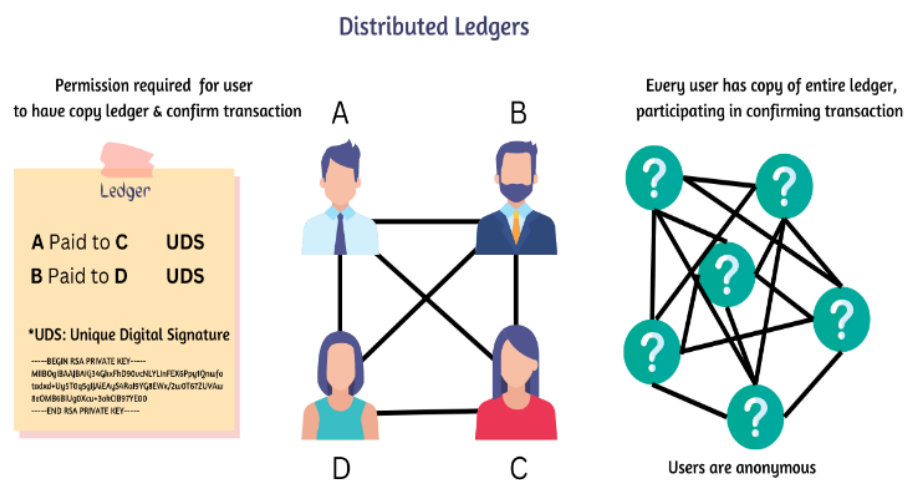 Distributed Ledgers
Permission required for user
to have copy ledger & confirm transaction
Ledger
A Paid to C UDS
B Paid to D UDS
*UDS: Unique Digital Signature
-----BEGIN RSA PRIVATE KEY-----
-----END RSA PRIVATE KEY-----
A
B
D
C
Every user has copy of entire ledger,
participating in confirming transaction
?
?
?
?
?
?
Users are anonymous